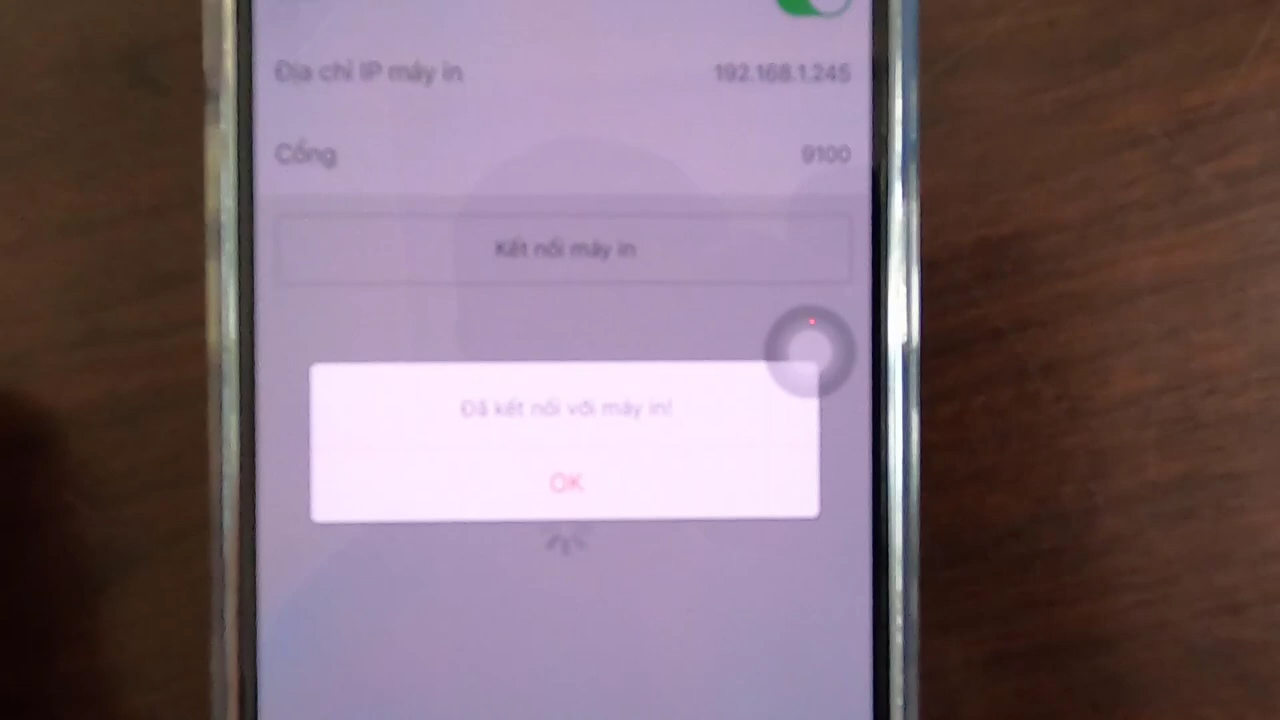 Địa chỉ IP máy in 192.168.1.245
Cổng 9100
Kết nối máy in
Đã kết nối với máy in!
OK